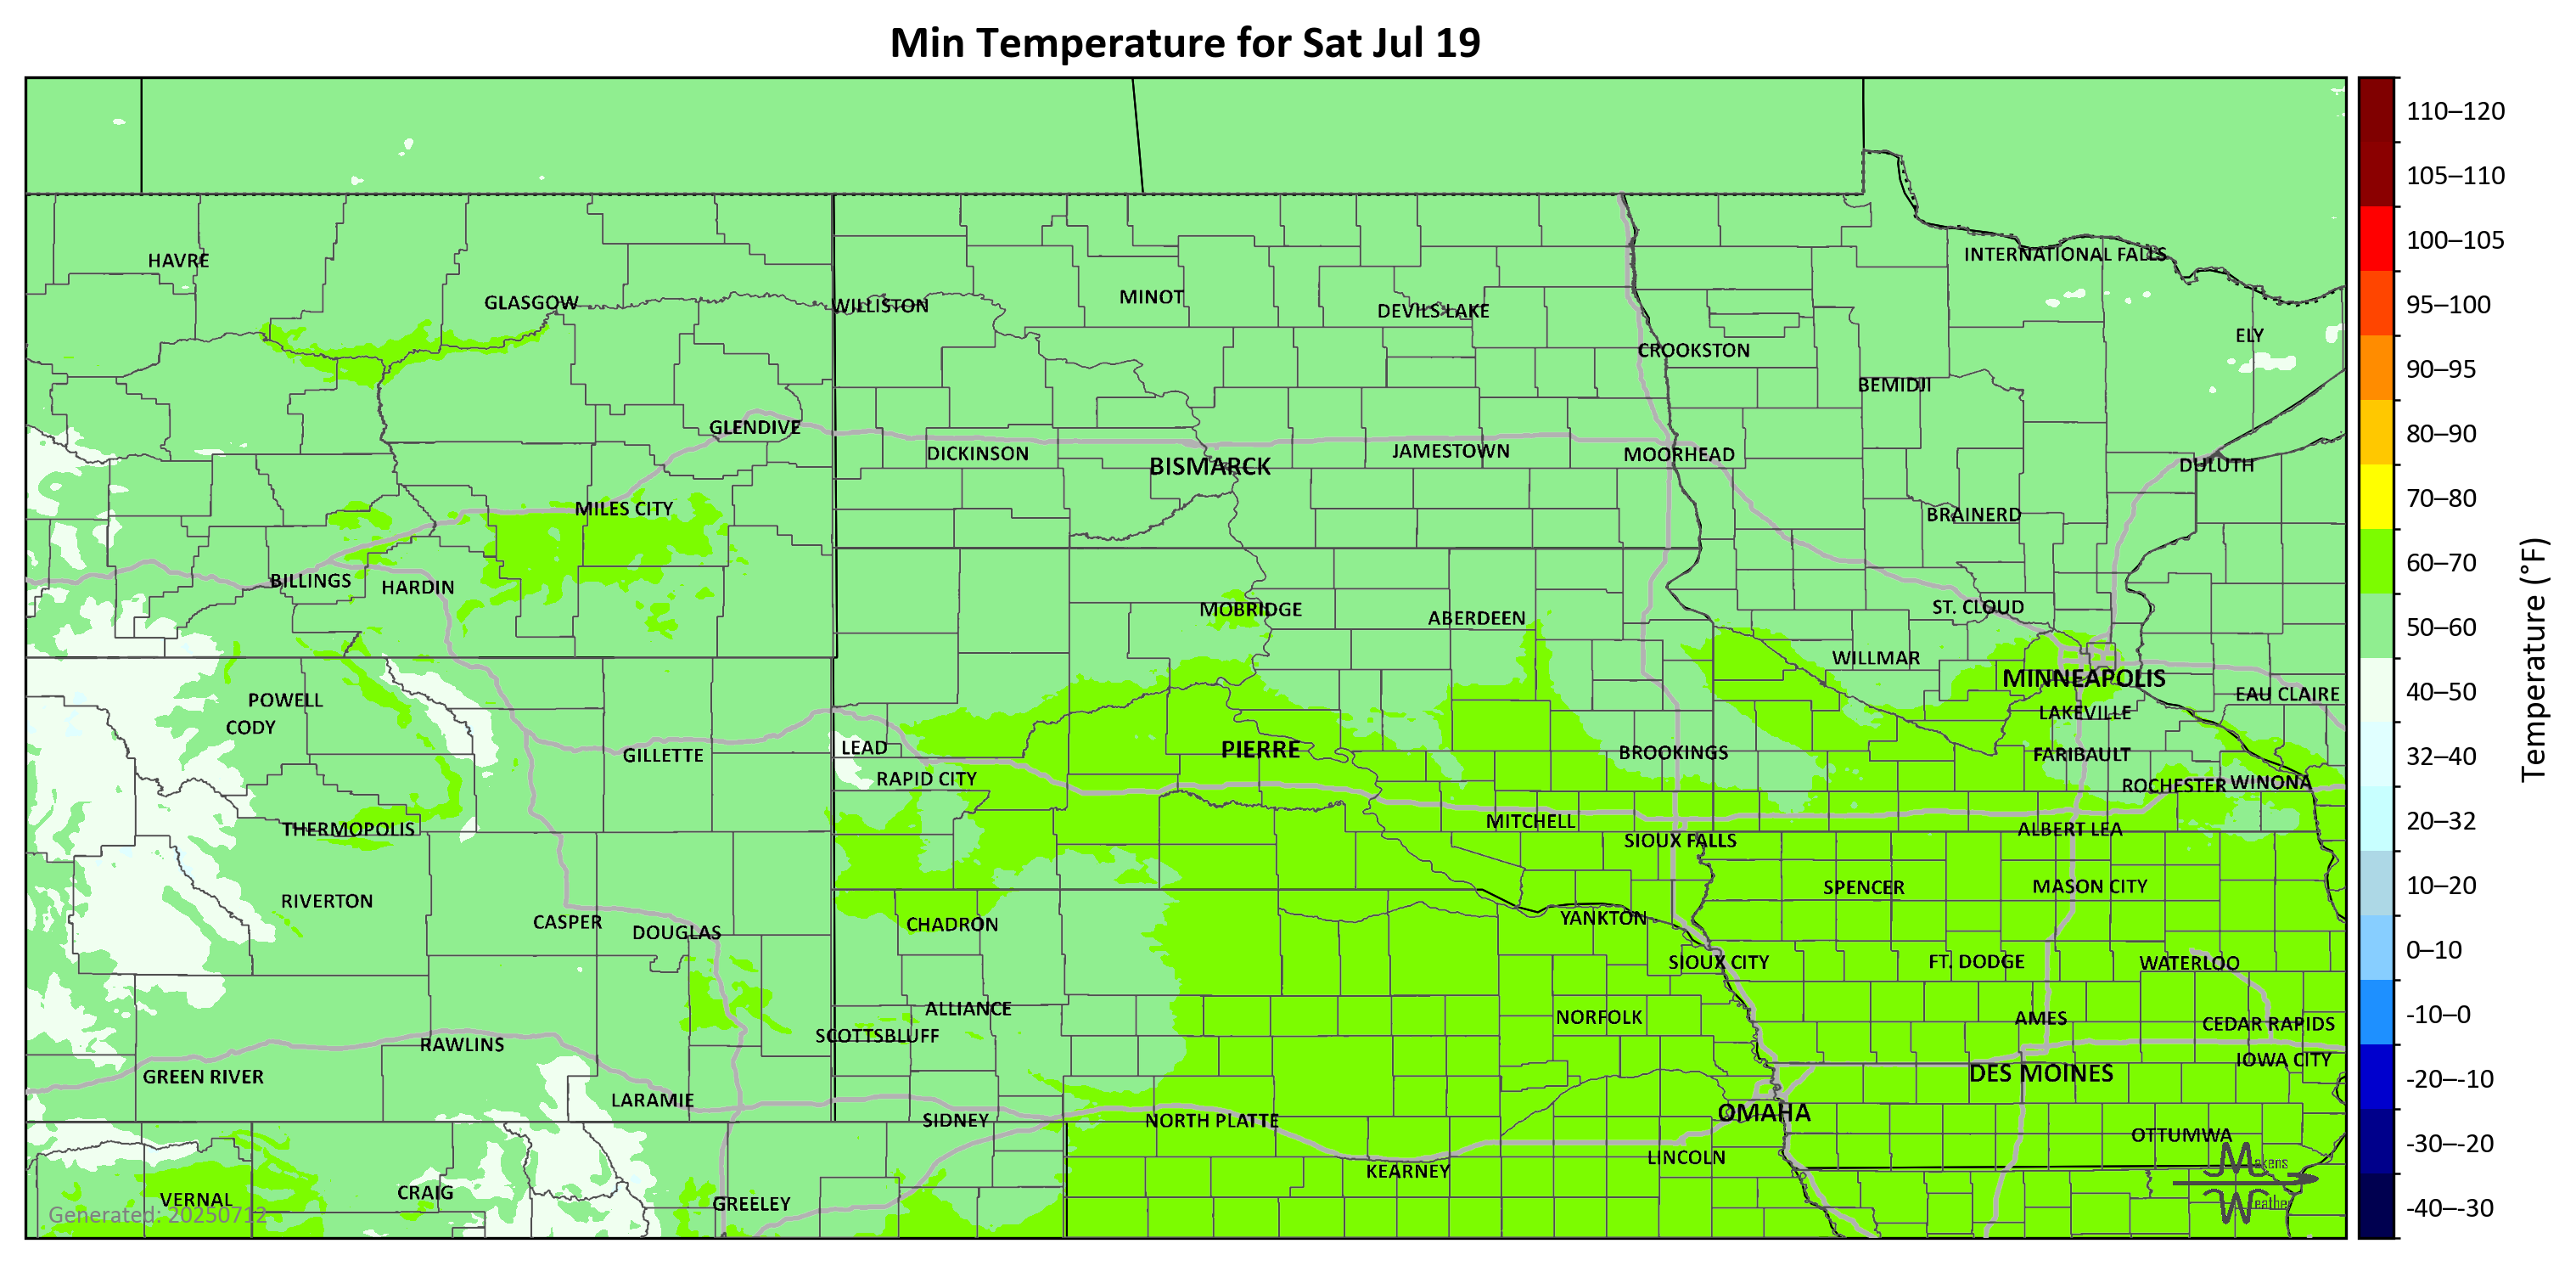 Min Temperature for Sat Jul 19
110–120
105–110
100–105
95–100
90–95
80–90
70–80
60–70
50–60
40–50
32–40
20–32
10–20
0–10
-10–0
-20–-10
-30–-20
-40–-30
Temperature (°F)
HAVRE
GLASGOW
WILLISTON
MINOT
DEVILS LAKE
INTERNATIONAL FALLS
CROOKSTON
ELY
BEMIDJI
GLENDIVE
DICKINSON
BISMARCK
JAMESTOWN
MOORHEAD
DULUTH
MILES CITY
BRAINERD
BILLINGS
HARDIN
MOBRIDGE
ABERDEEN
ST. CLOUD
WILLMAR
MINNEAPOLIS
EAU CLAIRE
POWELL
CODY
LAKEVILLE
GILLETTE
LEAD
PIERRE
BROOKINGS
FARIBAULT
RAPID CITY
ROCHESTER
WINONA
THERMOPOLIS
MITCHELL
SIOUX FALLS
ALBERT LEA
RIVERTON
SPENCER
MASON CITY
CASPER
DOUGLAS
CHADRON
YANKTON
SIOUX CITY
FT. DODGE
WATERLOO
ALLIANCE
NORFOLK
AMES
CEDAR RAPIDS
SCOTTSBLUFF
RAWLINS
IOWA CITY
GREEN RIVER
DES MOINES
LARAMIE
SIDNEY
NORTH PLATTE
OMAHA
OTTUMWA
LINCOLN
KEARNEY
VERNAL
CRAIG
GREELEY
Generated: 20250712
Makens
Weather